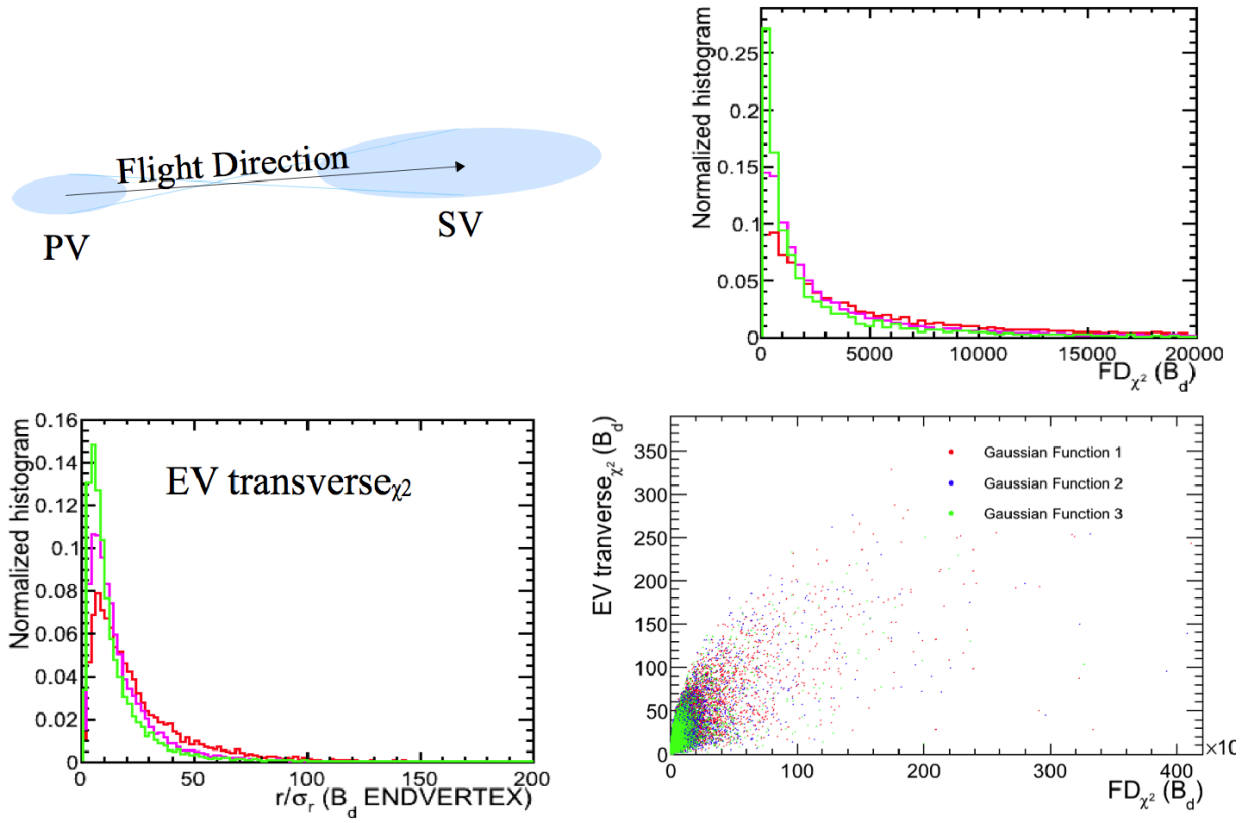 Flight Direction
PV
SV
Normalized histogram
0.25
0.2
0.15
0.1
0.05
0
0 5000 10000 15000 20000
FDχ² (Bd)
Normalized histogram
0.16
0.14
0.12
0.1
0.08
0.06
0.04
0.02
0
EV transverseχ2
0 50 100 150 200
r/σr (Bd ENDVERTEX)
EV tranverseχ² (Bd)
350
300
250
200
150
100
50
0
Gaussian Function 1
Gaussian Function 2
Gaussian Function 3
0 100 200 300 400
×10
FDχ² (Bd)